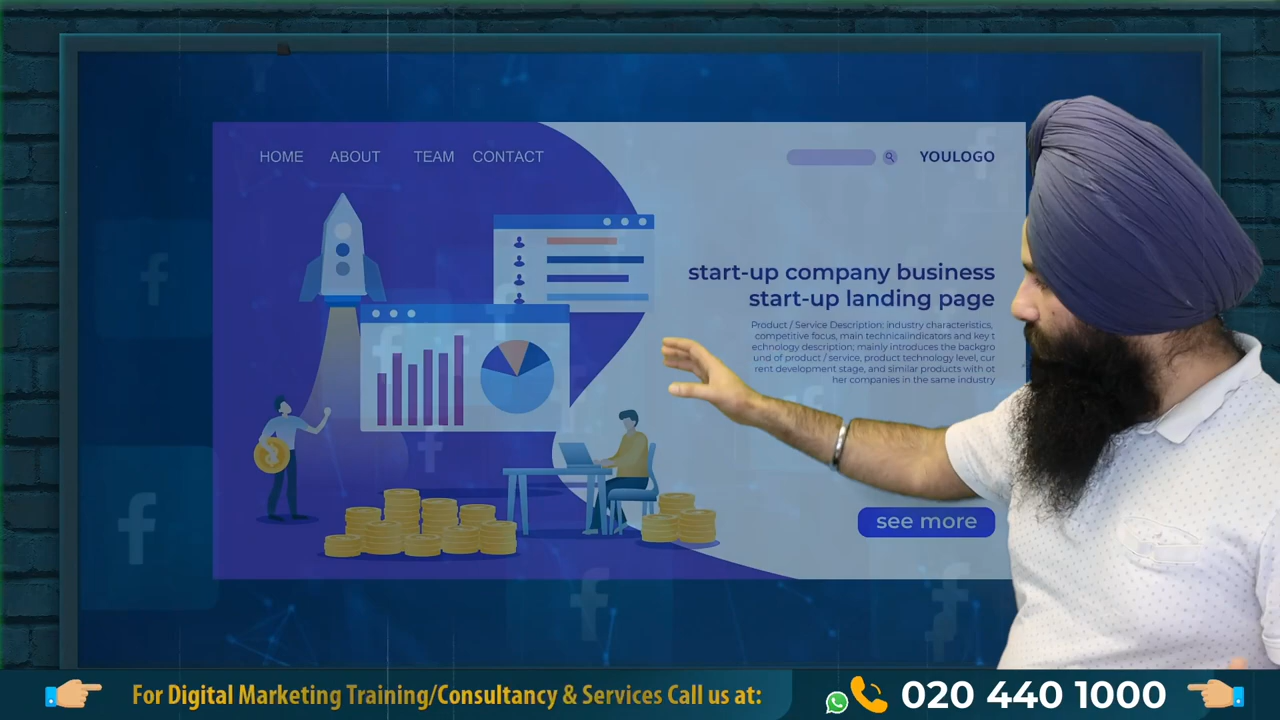 HOME ABOUT TEAM CONTACT
YOULOGO
start-up company business
start-up landing page
Product / Service Description: industry characteristics,
competitive focus, main technicaiIndicators and key t
echnology description; mainly introduces the backgro
und of product / service, product technology level, cur
rent development stage, and similar products with ot
her companies in the same industry
see more
For Digital Marketing Training/Consultancy & Services Call us at:
020 440 1000